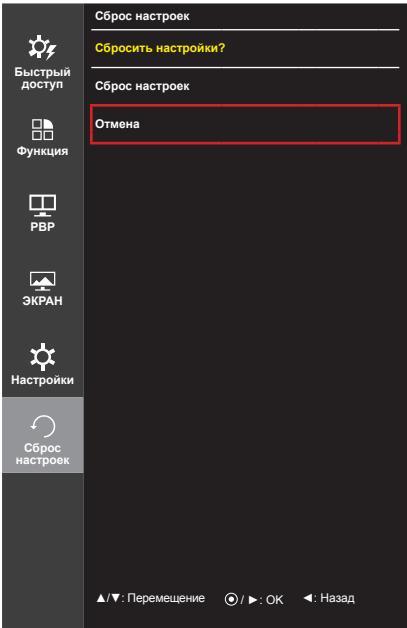 Сброс настроек
Сбросить настройки?
Сброс настроек
Отмена
Быстрый
доступ
Функция
PBP
ЭКРАН
Настройки
Сброс
настроек
▲/▼: Перемещение ⦿/ ►: OK ◄: Назад